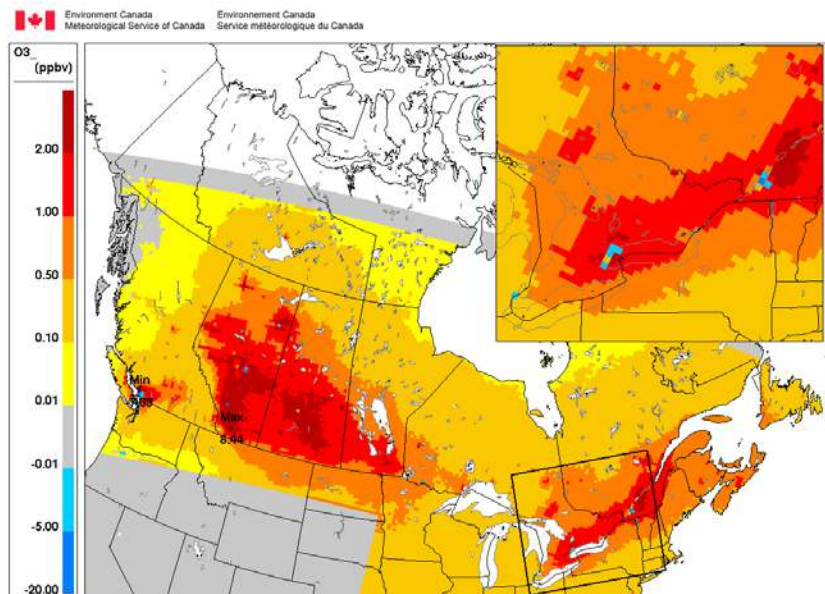 Environment Canada Environnement Canada
Meteorological Service of Canada Service météorologique du Canada
O3_
(ppbv)
2.00
1.00
0.50
0.10
0.01
-0.01
-5.00
-20.00
Min
Max
8.44